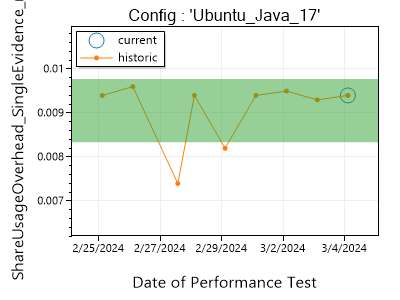 Config : 'Ubuntu_Java_17'
current
historic
ShareUsageOverhead_SingleEvidence_
0.01
0.009
0.008
0.007
2/25/2024
2/27/2024
2/29/2024
3/2/2024
3/4/2024
Date of Performance Test